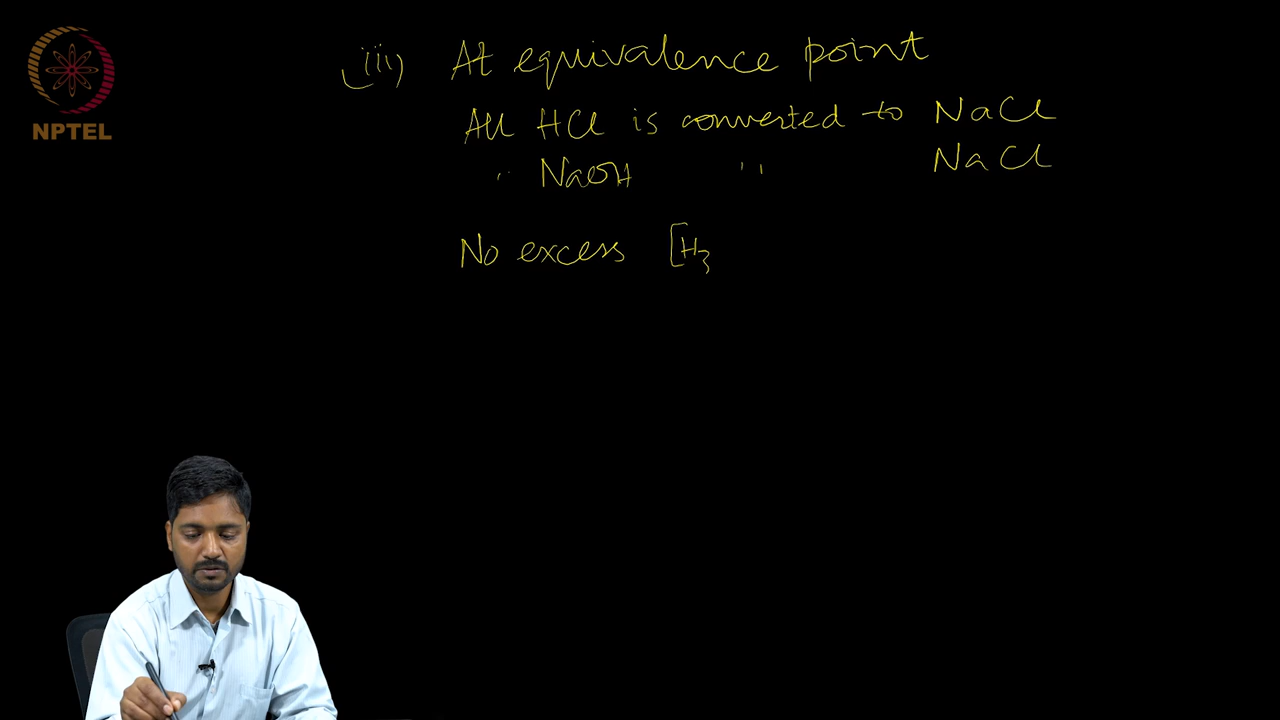 NPTEL
(iii) At equivalence point
All HCl is converted to NaCl
" NaOH " NaCl
No excess [H3